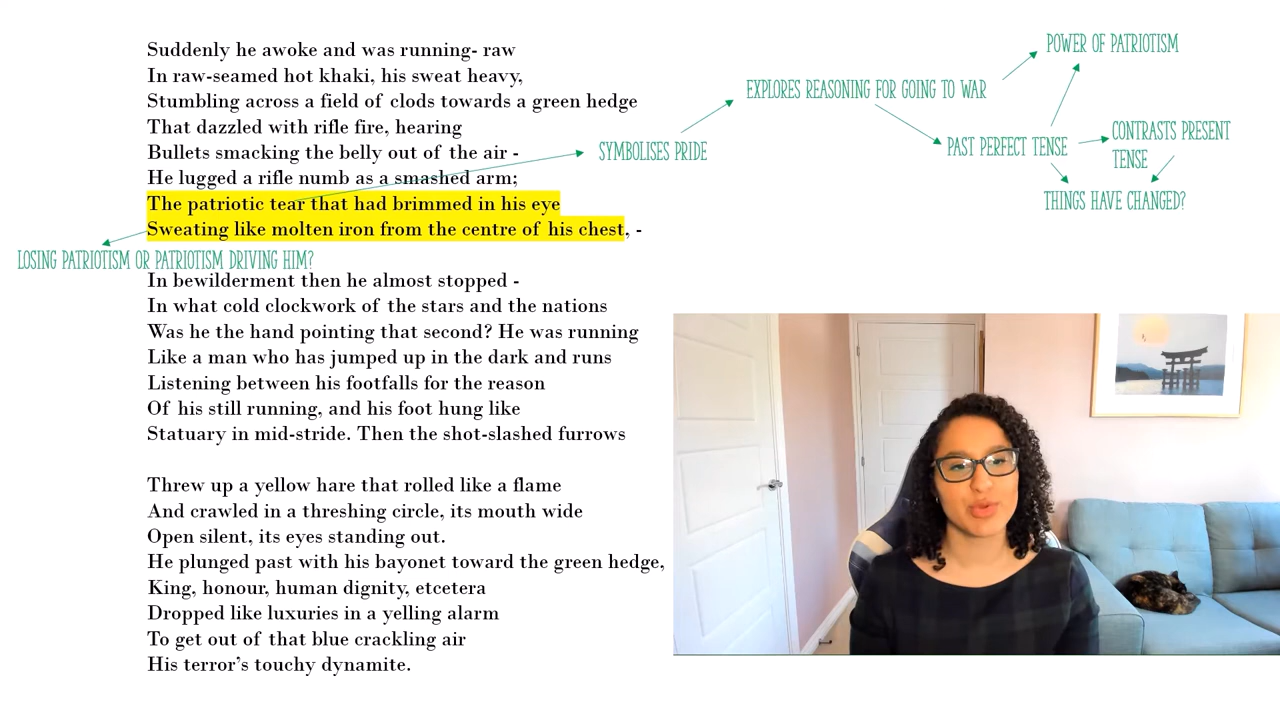 Suddenly he awoke and was running- raw
In raw-seamed hot khaki, his sweat heavy,
Stumbling across a field of clods towards a green hedge
That dazzled with rifle fire, hearing
Bullets smacking the belly out of the air -
He lugged a rifle numb as a smashed arm;
The patriotic tear that had brimmed in his eye
Sweating like molten iron from the centre of his chest, -
In bewilderment then he almost stopped -
In what cold clockwork of the stars and the nations
Was he the hand pointing that second? He was running
Like a man who has jumped up in the dark and runs
Listening between his footfalls for the reason
Of his still running, and his foot hung like
Statuary in mid-stride. Then the shot-slashed furrows
Threw up a yellow hare that rolled like a flame
And crawled in a threshing circle, its mouth wide
Open silent, its eyes standing out.
He plunged past with his bayonet toward the green hedge,
King, honour, human dignity, etcetera
Dropped like luxuries in a yelling alarm
To get out of that blue crackling air
His terror's touchy dynamite.
LOSING PATRIOTISM OR PATRIOTISM DRIVING HIM?
SYMBOLISES PRIDE
EXPLORES REASONING FOR GOING TO WAR
POWER OF PATRIOTISM
PAST PERFECT TENSE
CONTRASTS PRESENT
TENSE
THINGS HAVE CHANGED?